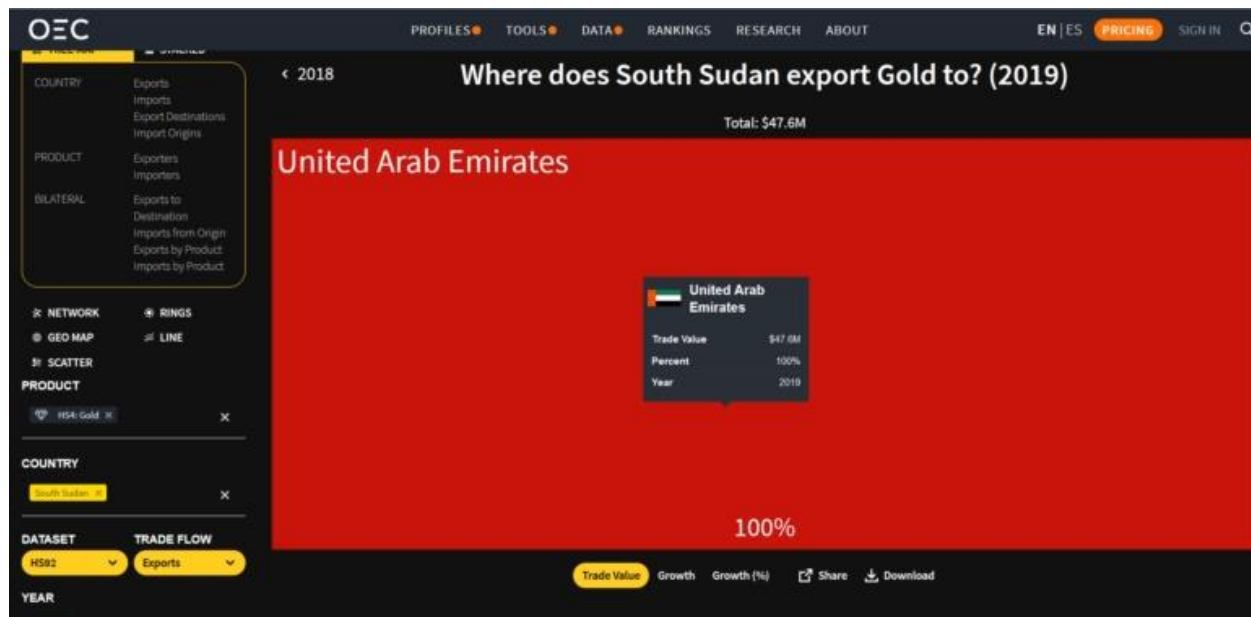 OEC
PROFILES TOOLS DATA RANKINGS RESEARCH ABOUT
EN|ES PRICING SIGN IN
TREE MAP STACKED
COUNTRY
Exports
Imports
Export Destinations
Import Origins
PRODUCT
Exporters
Importers
BILATERAL
Exports to
Destination
Imports from Origin
Exports by Product
Imports by Product
NETWORK RINGS
GEO MAP LINE
SCATTER
PRODUCT
HS4: Gold ×
×
COUNTRY
South Sudan ×
×
DATASET TRADE FLOW
HS92 Exports
YEAR
‹ 2018
Where does South Sudan export Gold to? (2019)
Total: $47.6M
United Arab Emirates
United Arab
Emirates
Trade Value $47.6M
Percent 100%
Year 2019
100%
Trade Value Growth Growth (%) Share Download